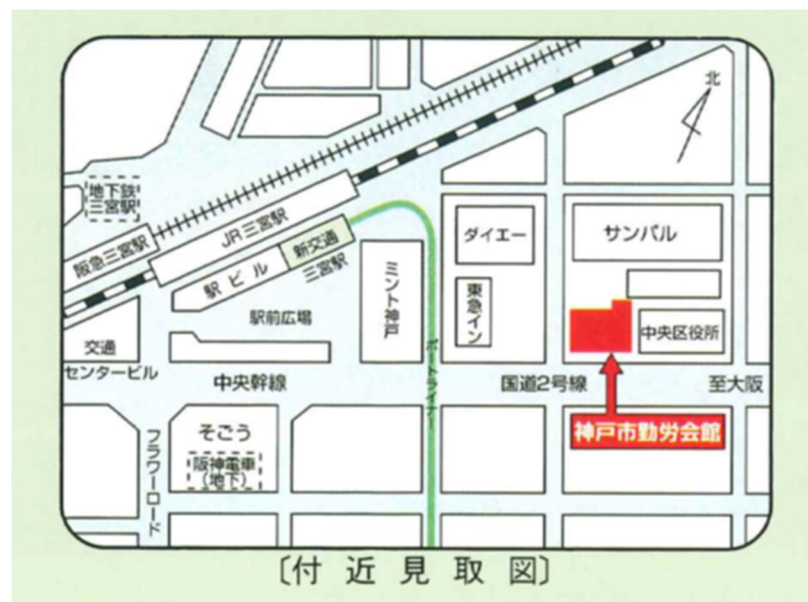 北
地下鉄
三宮駅
阪急三宮駅
JR三宮駅
新交通
三宮駅
駅ビル
駅前広場
ミント神戸
ダイエー
サンパル
東急イン
中央区役所
交通
センタービル
中央幹線
ポートライナー
国道2号線
至大阪
神戸市勤労会館
そごう
阪神電車
(地下)
フラワーロード
〔付近見取図〕